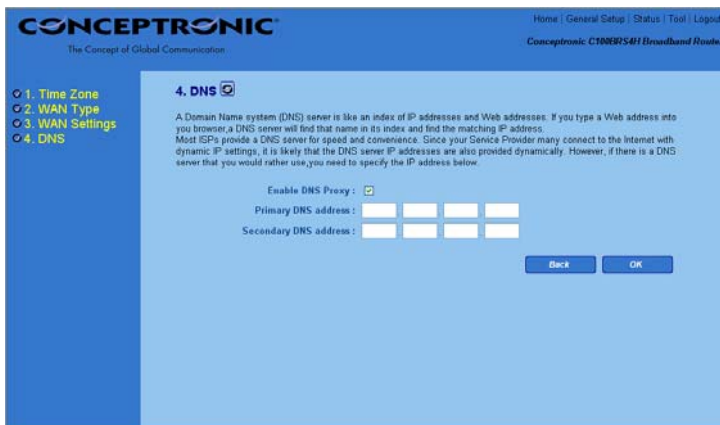 CONCEPTRONIC
The Concept of Global Communication
Home | General Setup | Status | Tool | Logout
Conceptronic C100BRS4H Broadband Route
1. Time Zone
2. WAN Type
3. WAN Settings
4. DNS
4. DNS
A Domain Name system (DNS) server is like an index of IP addresses and Web addresses. If you type a Web address into
you browser,a DNS server will find that name in its index and find the matching IP address.
Most ISPs provide a DNS server for speed and convenience. Since your Service Provider many connect to the Internet with
dynamic IP settings, it is likely that the DNS server IP addresses are also provided dynamically. However, if there is a DNS
server that you would rather use,you need to specify the IP address below.
Enable DNS Proxy :
Primary DNS address :
Secondary DNS address :
Back
OK